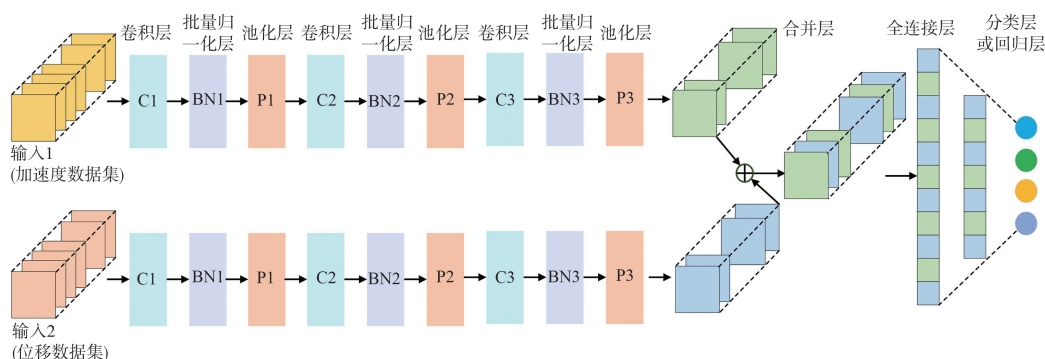 卷积层
批量归
一化层
池化层
卷积层
批量归
一化层
池化层
卷积层
批量归
一化层
池化层
合并层
全连接层
分类层
或回归层
C1
BN1
P1
C2
BN2
P2
C3
BN3
P3
输入1
(加速度数据集)
C1
BN1
P1
C2
BN2
P2
C3
BN3
P3
输入2
(位移数据集)